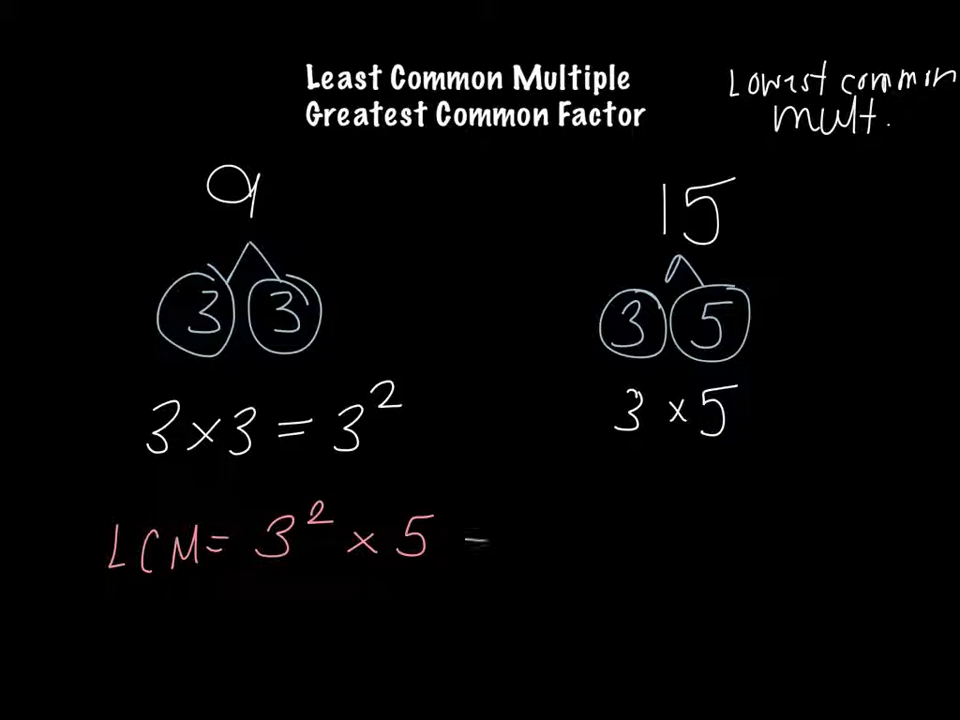 Least Common Multiple
Greatest Common Factor
Lowest common
mult.
9
15
3 3
3 5
3 × 3 = 3²
3 × 5
LCM = 3² × 5 =